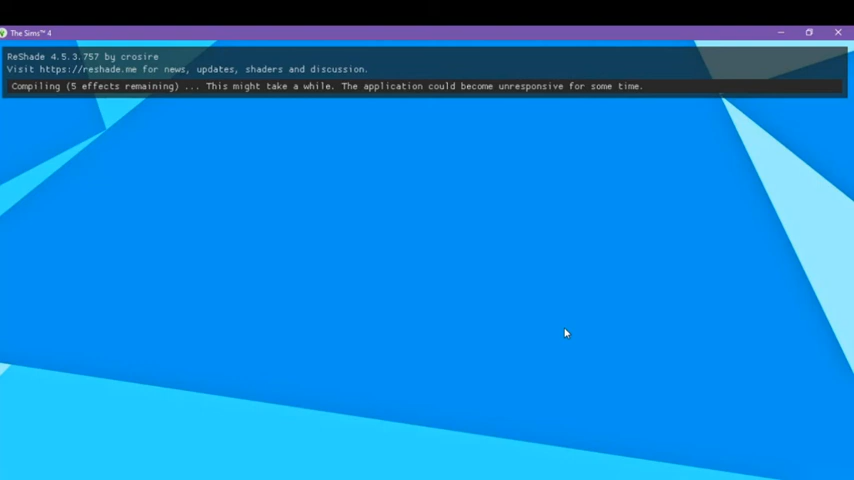 The Sims™ 4
ReShade 4.5.3.757 by crosire
Visit https://reshade.me for news, updates, shaders and discussion.
Compiling (5 effects remaining) ... This might take a while. The application could become unresponsive for some time.